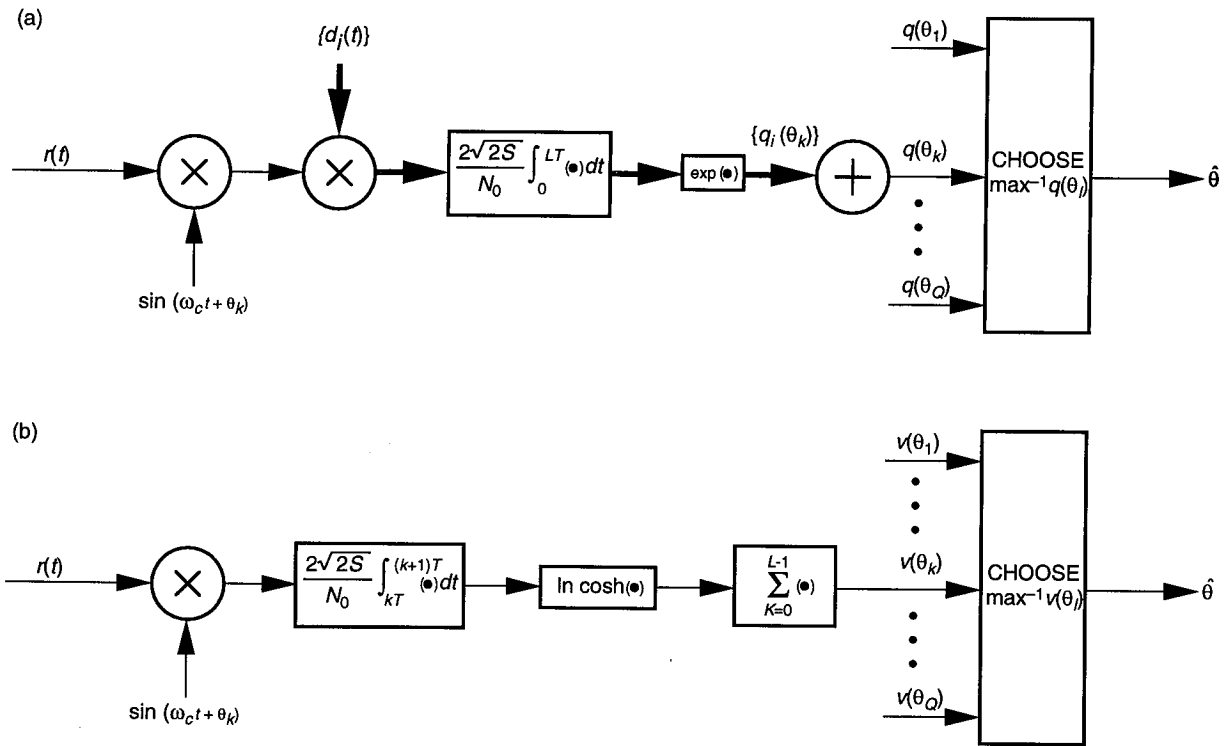 (a)
{d_i(t)}
r(t)
sin (ω_c t + θ_k)
2√2S / N_0 ∫_0^{LT} (•) dt
exp (•)
{q_i (θ_k)}
q(θ_1)
q(θ_k)
q(θ_Q)
CHOOSE
max⁻¹ q(θ_l)
θ̂
(b)
r(t)
sin (ω_c t + θ_k)
2√2S / N_0 ∫_{kT}^{(k+1)T} (•) dt
ln cosh(•)
∑_{K=0}^{L-1} (•)
v(θ_1)
v(θ_k)
v(θ_Q)
CHOOSE
max⁻¹ v(θ_l)
θ̂